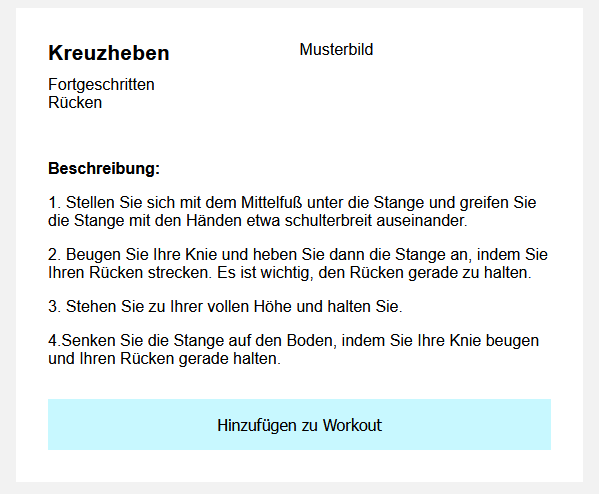 Kreuzheben
Musterbild
Fortgeschritten
Rücken
Beschreibung:
1. Stellen Sie sich mit dem Mittelfuß unter die Stange und greifen Sie
die Stange mit den Händen etwa schulterbreit auseinander.
2. Beugen Sie Ihre Knie und heben Sie dann die Stange an, indem Sie
Ihren Rücken strecken. Es ist wichtig, den Rücken gerade zu halten.
3. Stehen Sie zu Ihrer vollen Höhe und halten Sie.
4.Senken Sie die Stange auf den Boden, indem Sie Ihre Knie beugen
und Ihren Rücken gerade halten.
Hinzufügen zu Workout